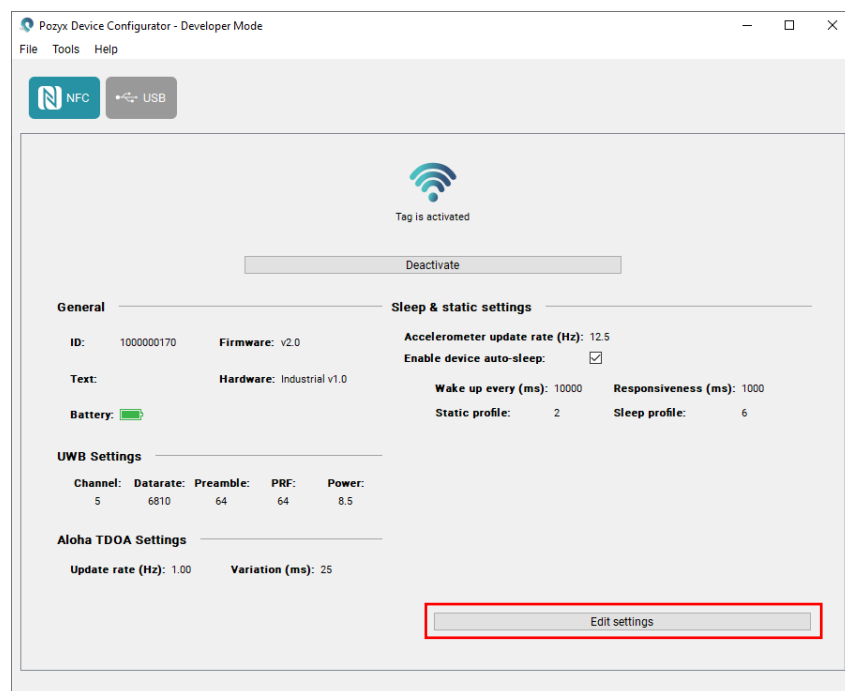 Pozyx Device Configurator - Developer Mode
File Tools Help
NFC USB
Tag is activated
Deactivate
General
ID: 1000000170 Firmware: v2.0
Text: Hardware: Industrial v1.0
Battery:
UWB Settings
Channel: Datarate: Preamble: PRF: Power:
5 6810 64 64 8.5
Aloha TDOA Settings
Update rate (Hz): 1.00 Variation (ms): 25
Sleep & static settings
Accelerometer update rate (Hz): 12.5
Enable device auto-sleep:
Wake up every (ms): 10000 Responsiveness (ms): 1000
Static profile: 2 Sleep profile: 6
Edit settings